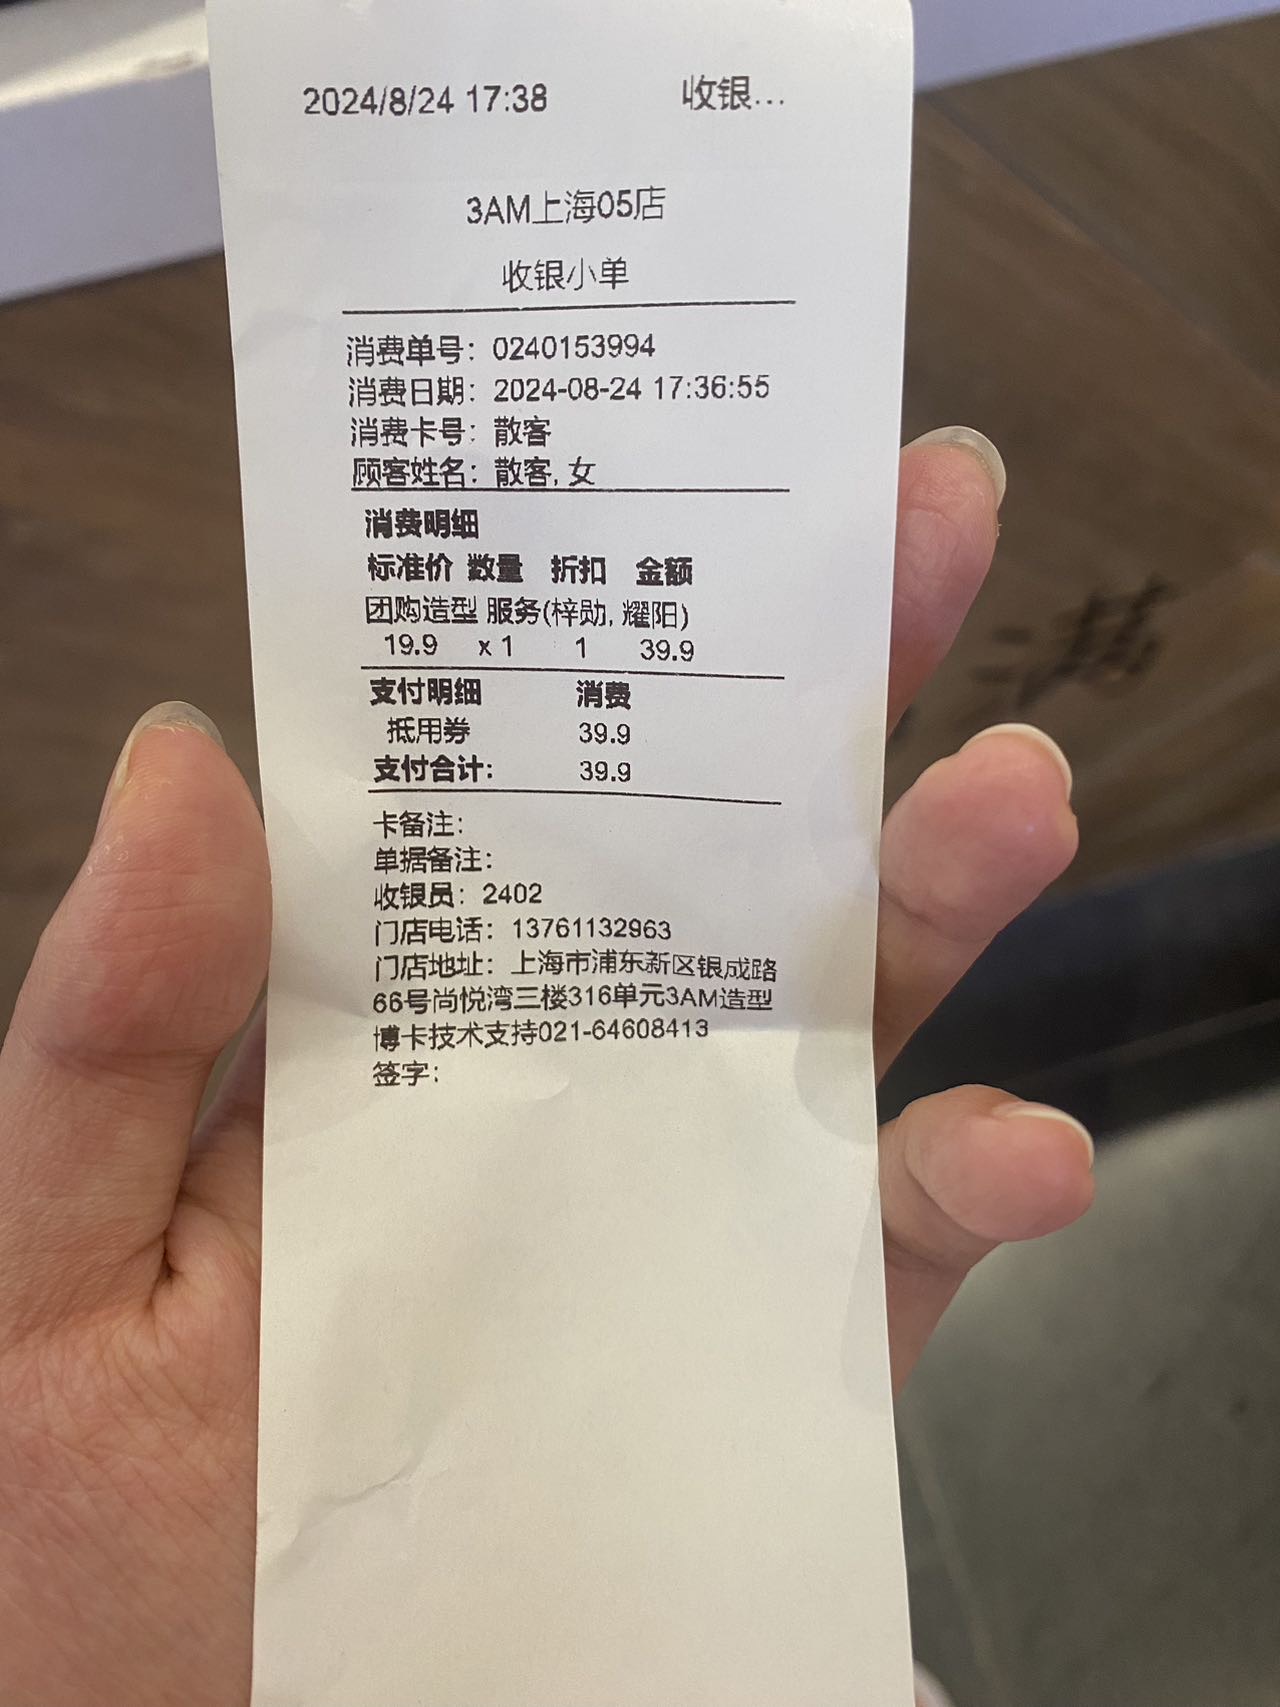 2024/8/24 17:38 收银...
3AM上海05店
收银小单
消费单号：0240153994
消费日期：2024-08-24 17:36:55
消费卡号：散客
顾客姓名：散客, 女
消费明细
标准价 数量 折扣 金额
团购造型 服务(梓勋, 耀阳)
19.9 x 1 1 39.9
支付明细 消费
抵用券 39.9
支付合计： 39.9
卡备注：
单据备注：
收银员：2402
门店电话：13761132963
门店地址：上海市浦东新区银成路
66号尚悦湾三楼316单元3AM造型
博卡技术支持021-64608413
签字：